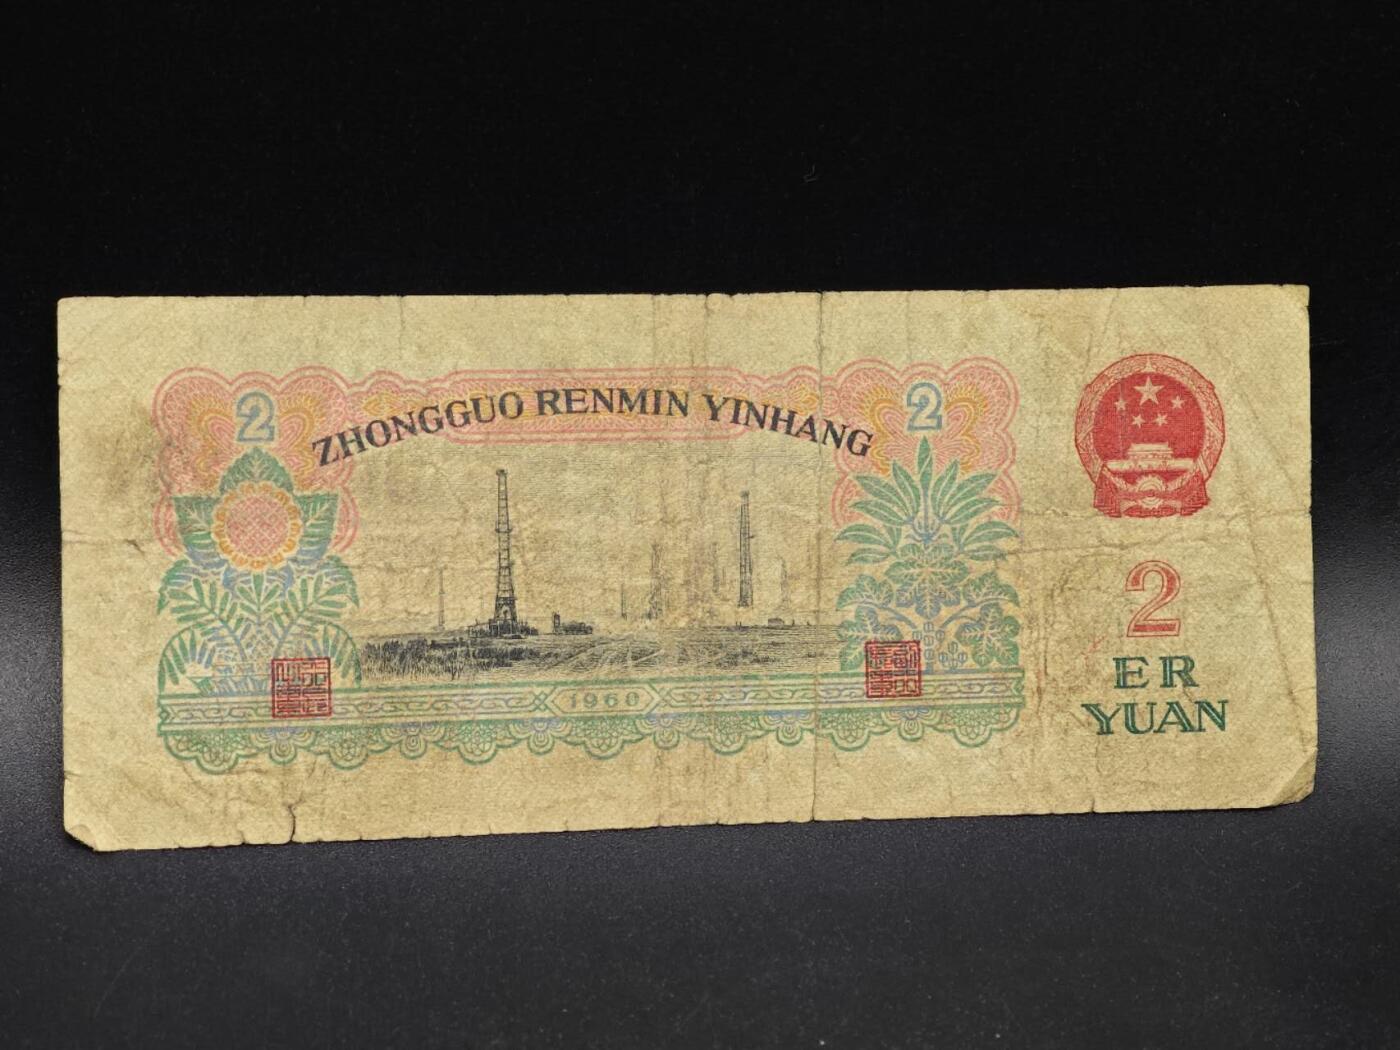 2
2
ZHONGGUO RENMIN YINHANG
2
ER
YUAN
1960